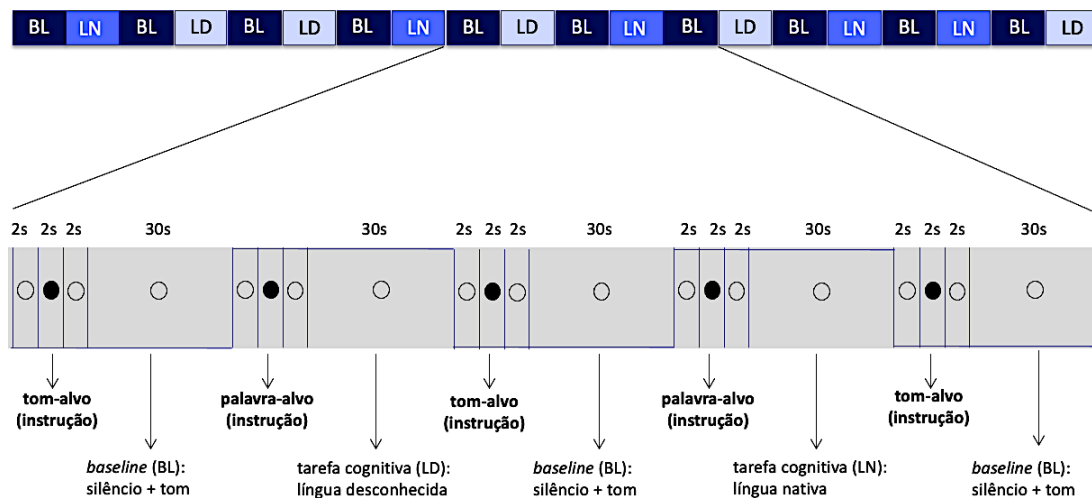 BL LN BL LD BL LD BL LN BL LD BL LN BL LD BL LN BL LN BL LD
2s 2s 2s 30s 2s 2s 2s 30s 2s 2s 2s 30s 2s 2s 2s 30s 2s 2s 2s 30s
tom-alvo palavra-alvo tom-alvo palavra-alvo tom-alvo
(instrução) (instrução) (instrução) (instrução) (instrução)
baseline (BL): tarefa cognitiva (LD): baseline (BL): tarefa cognitiva (LN): baseline (BL):
silêncio + tom língua desconhecida silêncio + tom língua nativa silêncio + tom